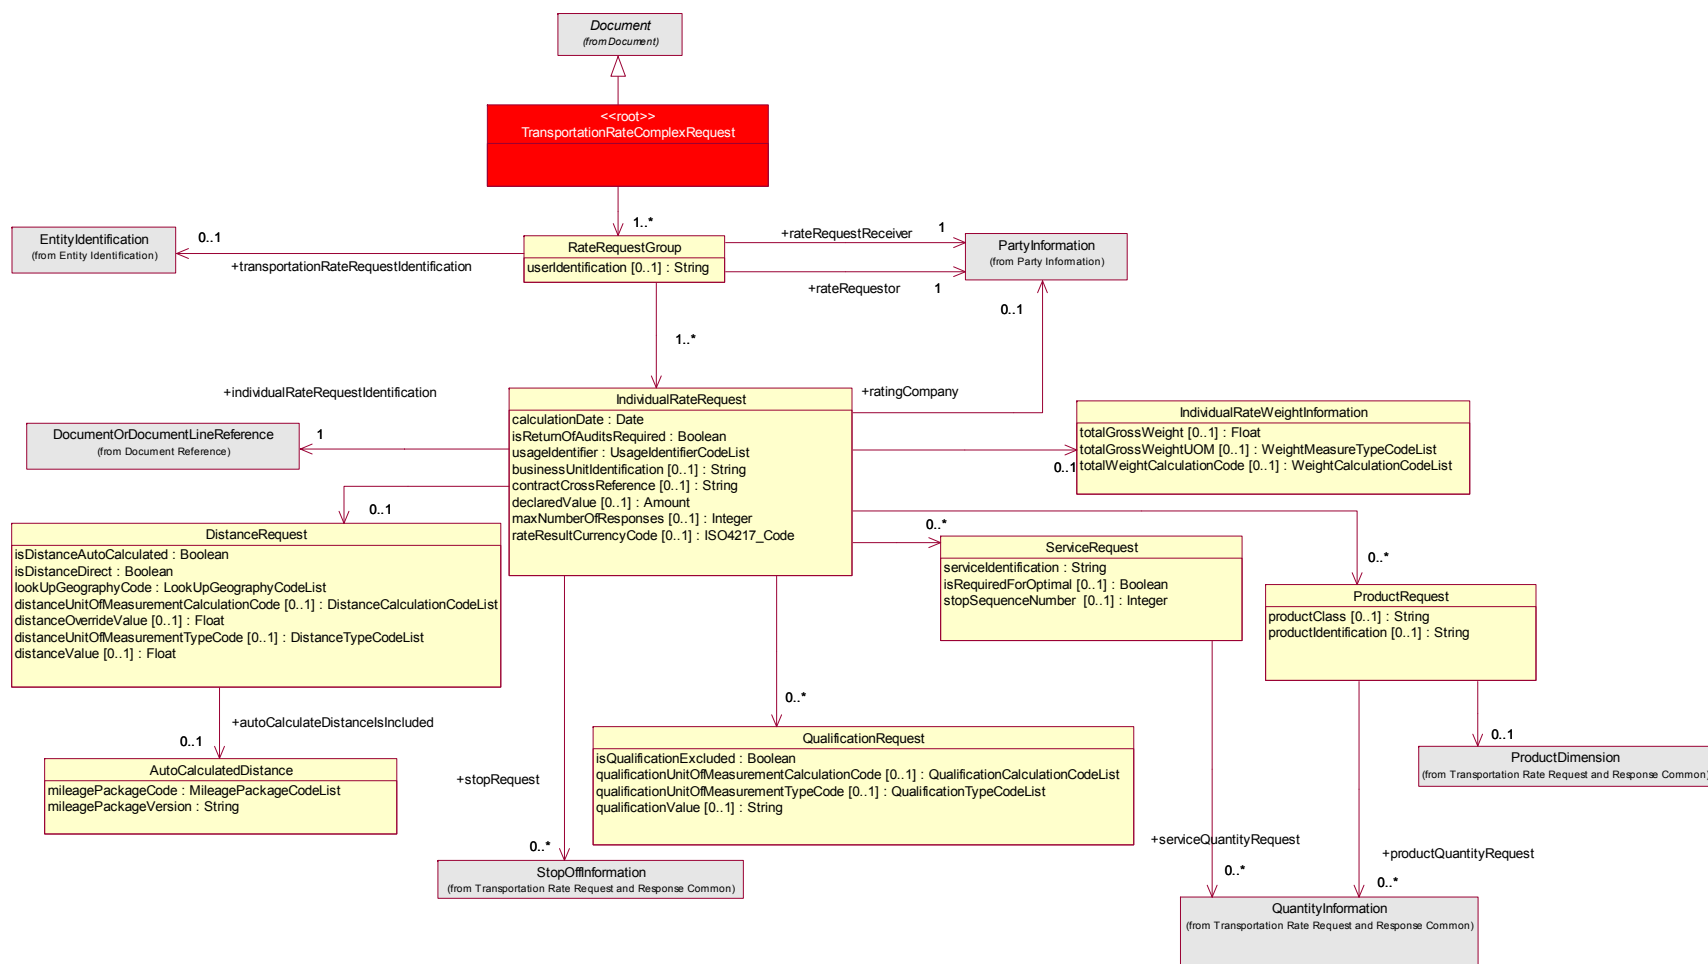 Document
(from Document)
<<root>>
TransportationRateComplexRequest
1..*
EntityIdentification
(from Entity Identification)
0..1
+transportationRateRequestIdentification
RateRequestGroup
userIdentification [0..1] : String
+rateRequestReceiver
1
+rateRequestor
1
PartyInformation
(from Party Information)
0..1
1..*
+individualRateRequestIdentification
+ratingCompany
DocumentOrDocumentLineReference
(from Document Reference)
1
IndividualRateRequest
calculationDate : Date
isReturnOfAuditsRequired : Boolean
usageIdentifier : UsageIdentifierCodeList
businessUnitIdentification [0..1] : String
contractCrossReference [0..1] : String
declaredValue [0..1] : Amount
maxNumberOfResponses [0..1] : Integer
rateResultCurrencyCode [0..1] : ISO4217_Code
IndividualRateWeightInformation
totalGrossWeight [0..1] : Float
totalGrossWeightUOM [0..1] : WeightMeasureTypeCodeList
totalWeightCalculationCode [0..1] : WeightCalculationCodeList
0..1
0..1
DistanceRequest
isDistanceAutoCalculated : Boolean
isDistanceDirect : Boolean
lookUpGeographyCode : LookUpGeographyCodeList
distanceUnitOfMeasurementCalculationCode [0..1] : DistanceCalculationCodeList
distanceOverrideValue [0..1] : Float
distanceUnitOfMeasurementTypeCode [0..1] : DistanceTypeCodeList
distanceValue [0..1] : Float
0..*
ServiceRequest
serviceIdentification : String
isRequiredForOptimal [0..1] : Boolean
stopSequenceNumber [0..1] : Integer
0..*
ProductRequest
productClass [0..1] : String
productIdentification [0..1] : String
+autoCalculateDistanceIsIncluded
0..1
AutoCalculatedDistance
mileagePackageCode : MileagePackageCodeList
mileagePackageVersion : String
0..*
QualificationRequest
isQualificationExcluded : Boolean
qualificationUnitOfMeasurementCalculationCode [0..1] : QualificationCalculationCodeList
qualificationUnitOfMeasurementTypeCode [0..1] : QualificationTypeCodeList
qualificationValue [0..1] : String
0..1
ProductDimension
(from Transportation Rate Request and Response Common)
+stopRequest
0..*
StopOffInformation
(from Transportation Rate Request and Response Common)
+serviceQuantityRequest
0..*
+productQuantityRequest
0..*
QuantityInformation
(from Transportation Rate Request and Response Common)